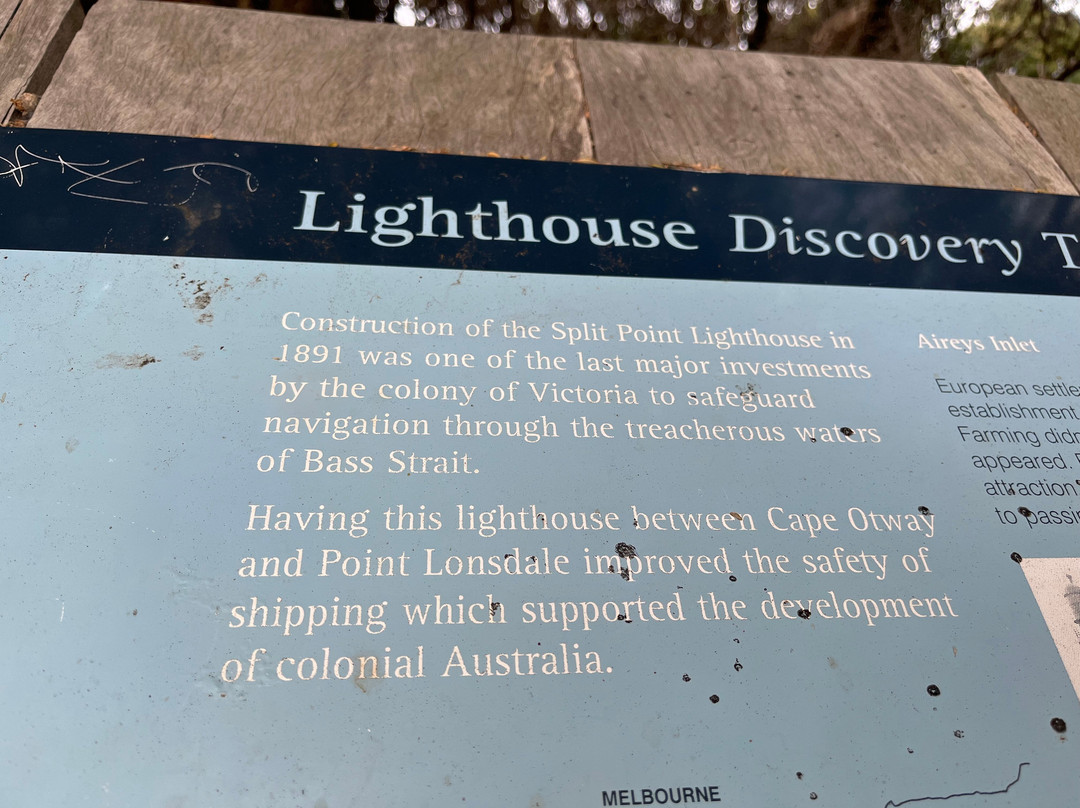 Lighthouse Discovery T
Construction of the Split Point Lighthouse in
1891 was one of the last major investments
by the colony of Victoria to safeguard
navigation through the treacherous waters
of Bass Strait.
Having this lighthouse between Cape Otway
and Point Lonsdale improved the safety of
shipping which supported the development
of colonial Australia.
Aireys Inlet
European settle
establishment
Farming didn
appeared.
attraction
to passin
MELBOURNE